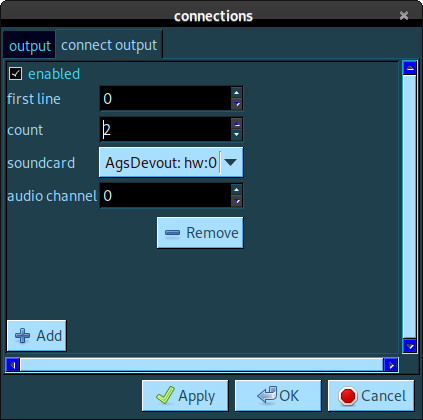 connections
output connect output
enabled
first line 0
count 2
soundcard AgsDevout: hw:0
audio channel 0
Remove
Add
Apply OK Cancel